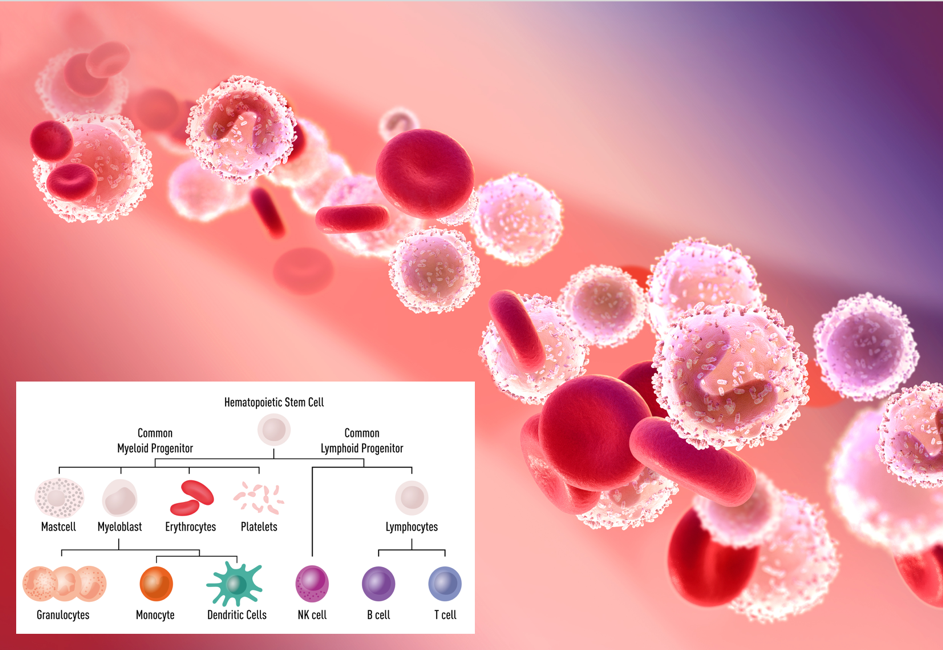 Hematopoietic Stem Cell
Common
Myeloid Progenitor
Common
Lymphoid Progenitor
Mastcell
Myeloblast
Erythrocytes
Platelets
Lymphocytes
Granulocytes
Monocyte
Dendritic Cells
NK cell
B cell
T cell